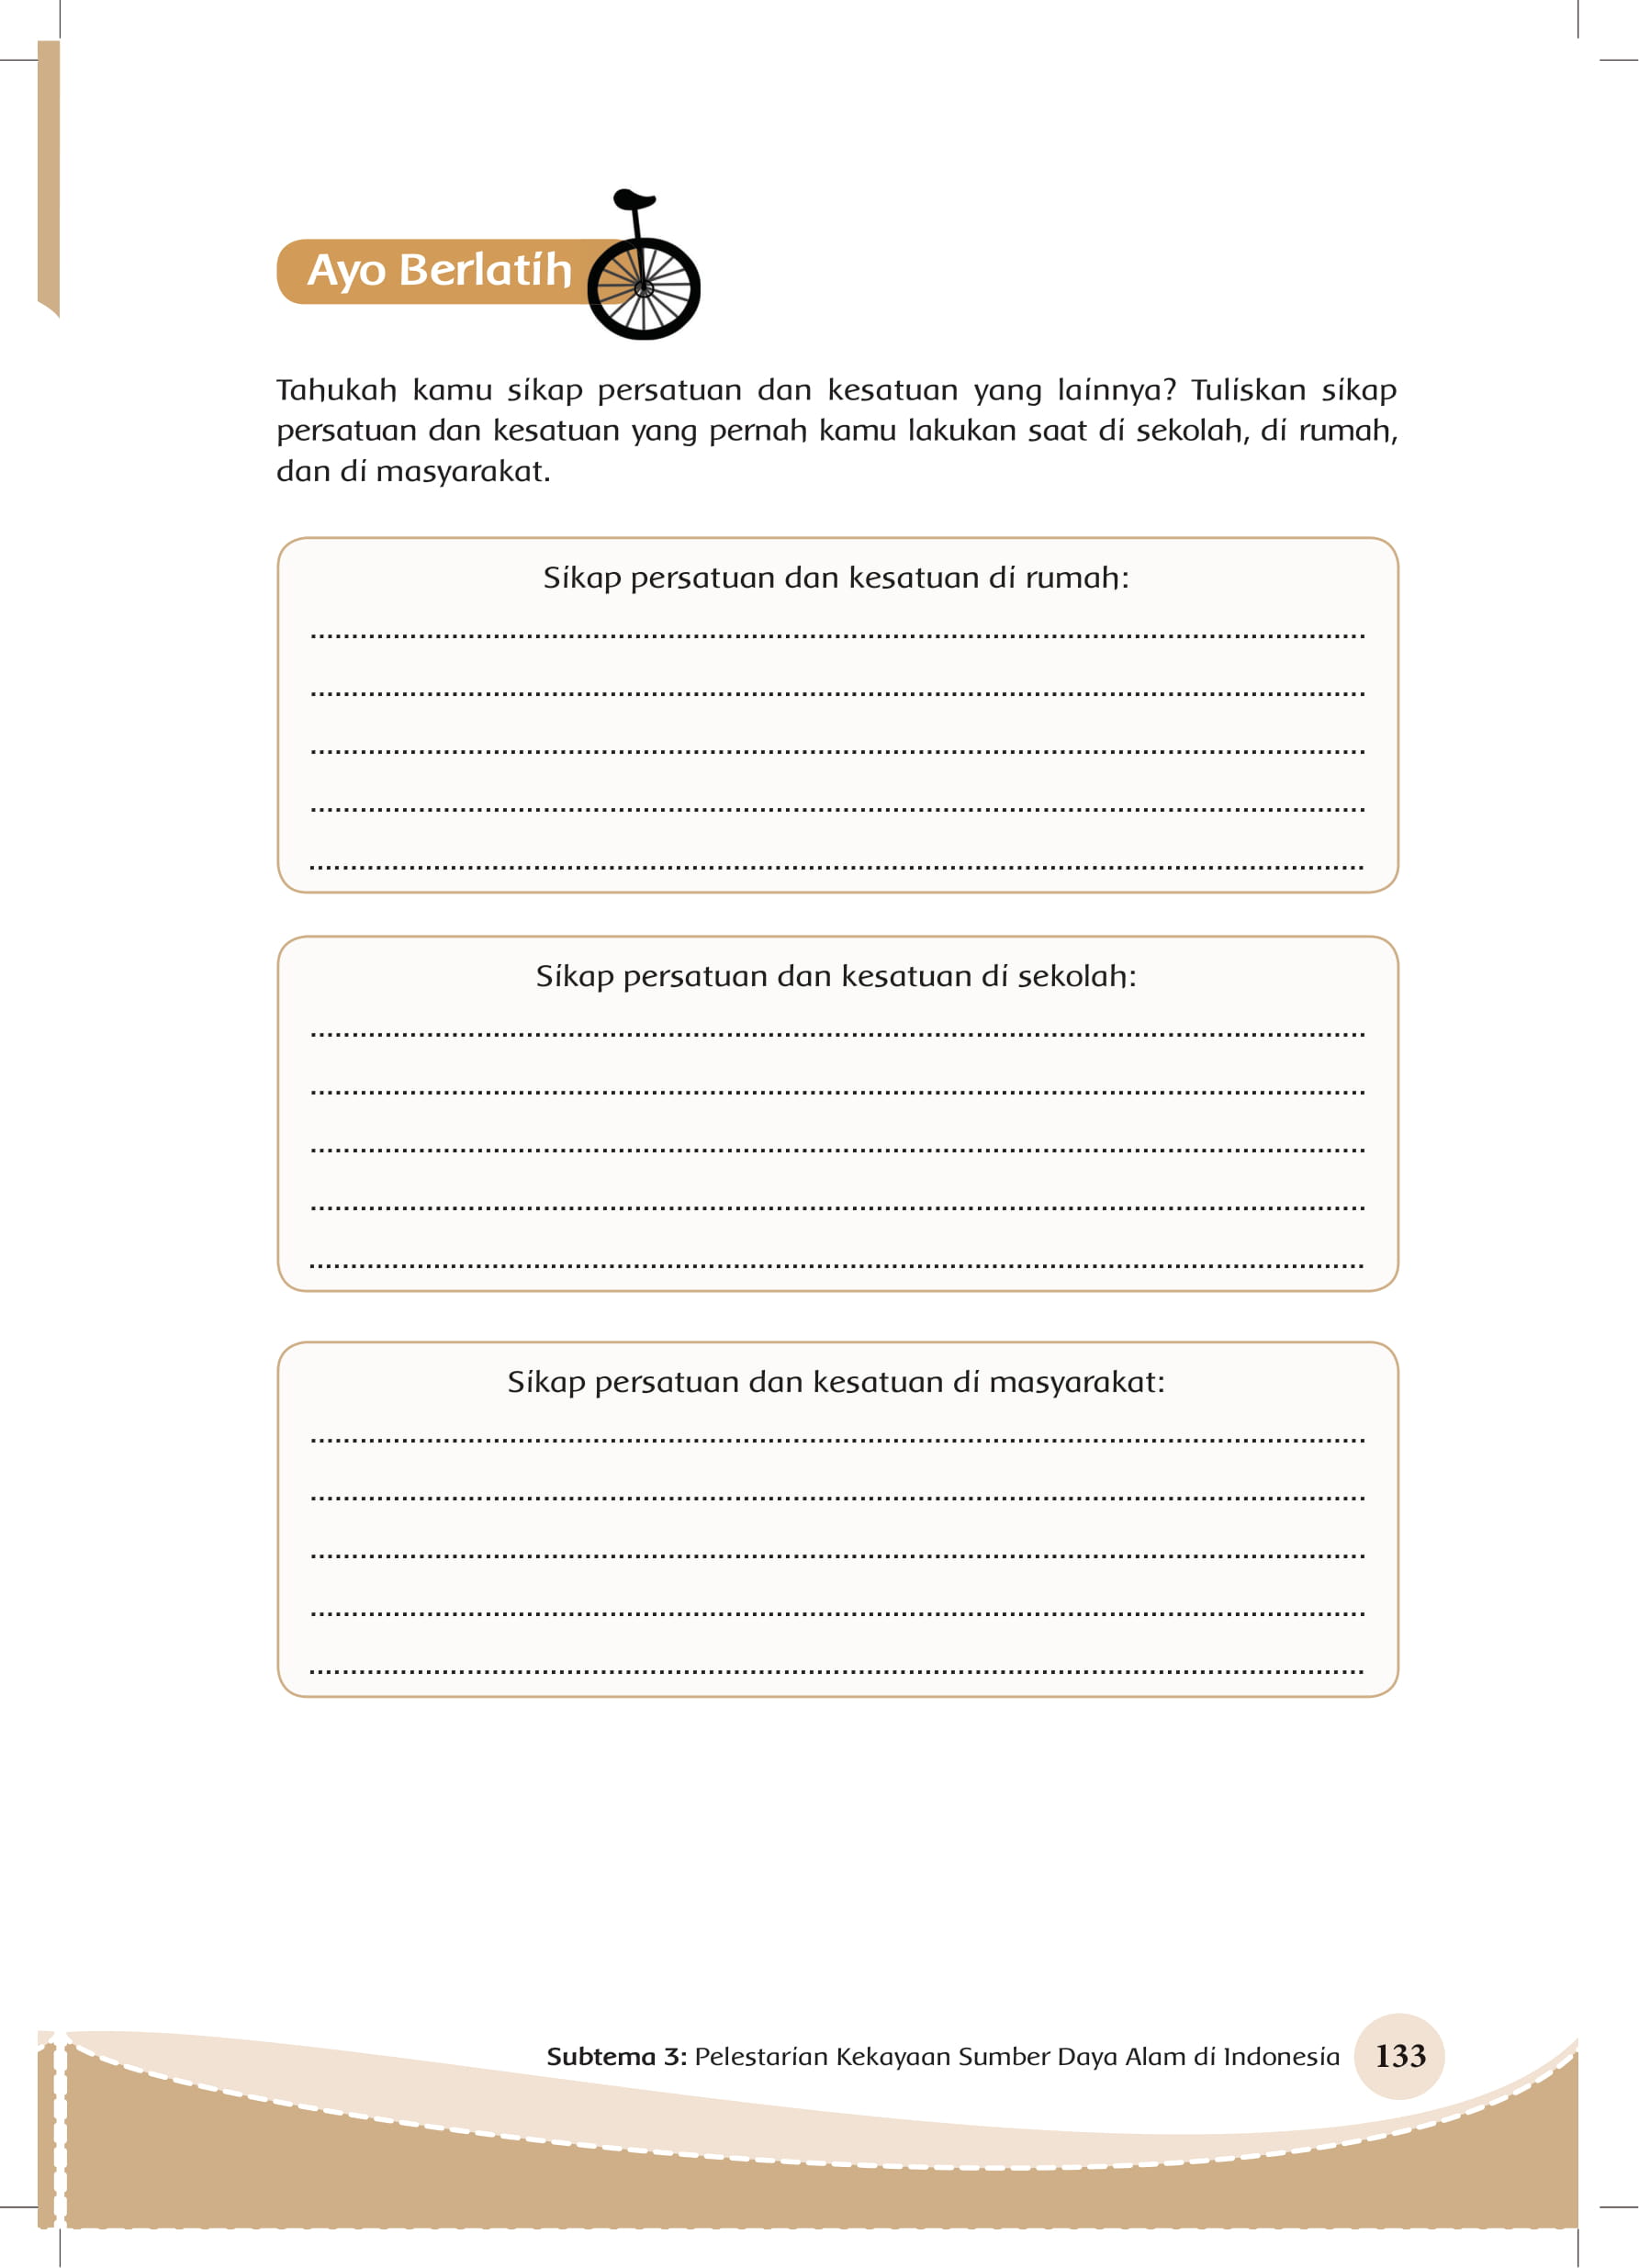 Ayo Berlatih
Tahukah kamu sikap persatuan dan kesatuan yang lainnya? Tuliskan sikap
persatuan dan kesatuan yang pernah kamu lakukan saat di sekolah, di rumah,
dan di masyarakat.
Sikap persatuan dan kesatuan di rumah:
Sikap persatuan dan kesatuan di sekolah:
Sikap persatuan dan kesatuan di masyarakat:
Subtema 3: Pelestarian Kekayaan Sumber Daya Alam di Indonesia 133